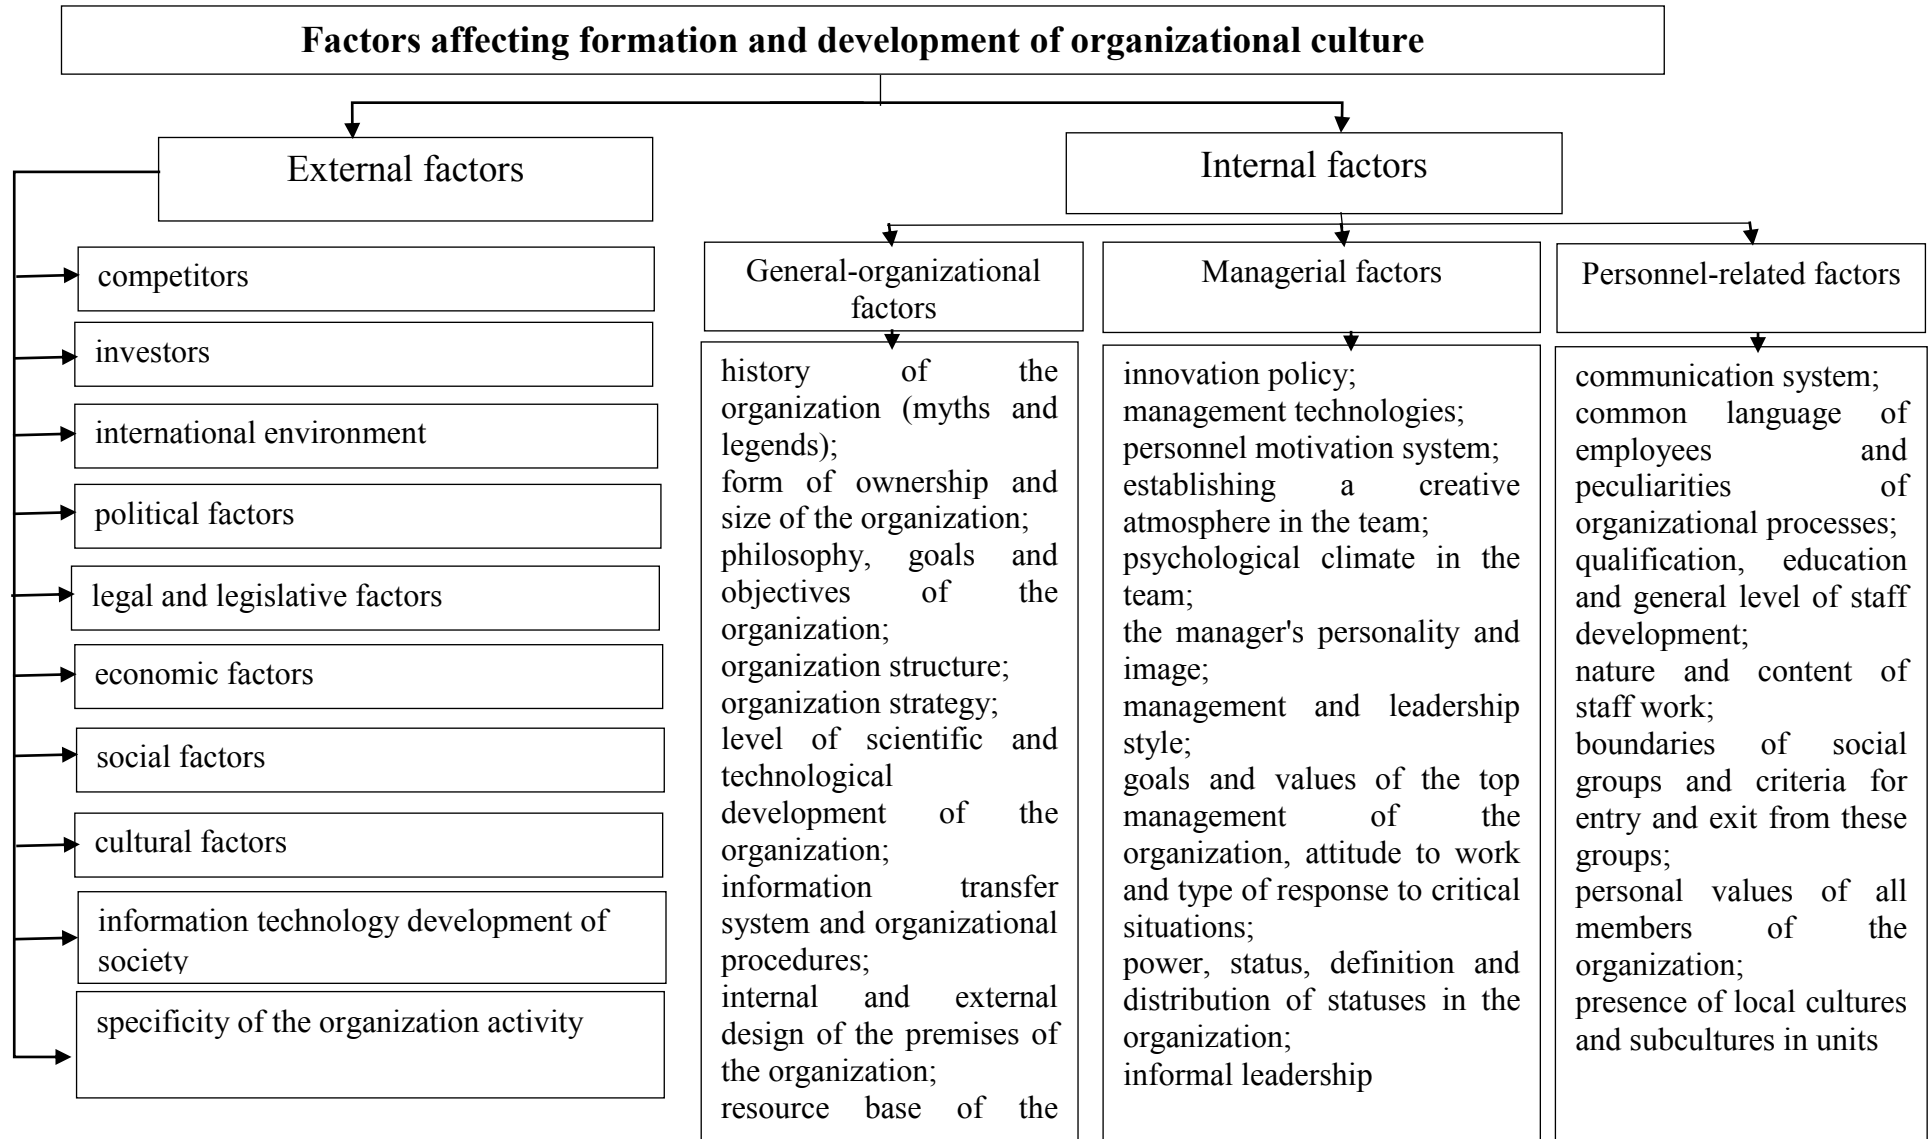 Factors affecting formation and development of organizational culture
External factors
Internal factors
competitors
investors
international environment
political factors
legal and legislative factors
economic factors
social factors
cultural factors
information technology development of
society
specificity of the organization activity
General-organizational
factors
history of the
organization (myths and
legends);
form of ownership and
size of the organization;
philosophy, goals and
objectives of the
organization;
organization structure;
organization strategy;
level of scientific and
technological
development of the
organization;
information transfer
system and organizational
procedures;
internal and external
design of the premises of
the organization;
resource base of the
Managerial factors
innovation policy;
management technologies;
personnel motivation system;
establishing a creative
atmosphere in the team;
psychological climate in the
team;
the manager's personality and
image;
management and leadership
style;
goals and values of the top
management of the
organization, attitude to work
and type of response to critical
situations;
power, status, definition and
distribution of statuses in the
organization;
informal leadership
Personnel-related factors
communication system;
common language of
employees and
peculiarities of
organizational processes;
qualification, education
and general level of staff
development;
nature and content of
staff work;
boundaries of social
groups and criteria for
entry and exit from these
groups;
personal values of all
members of the
organization;
presence of local cultures
and subcultures in units